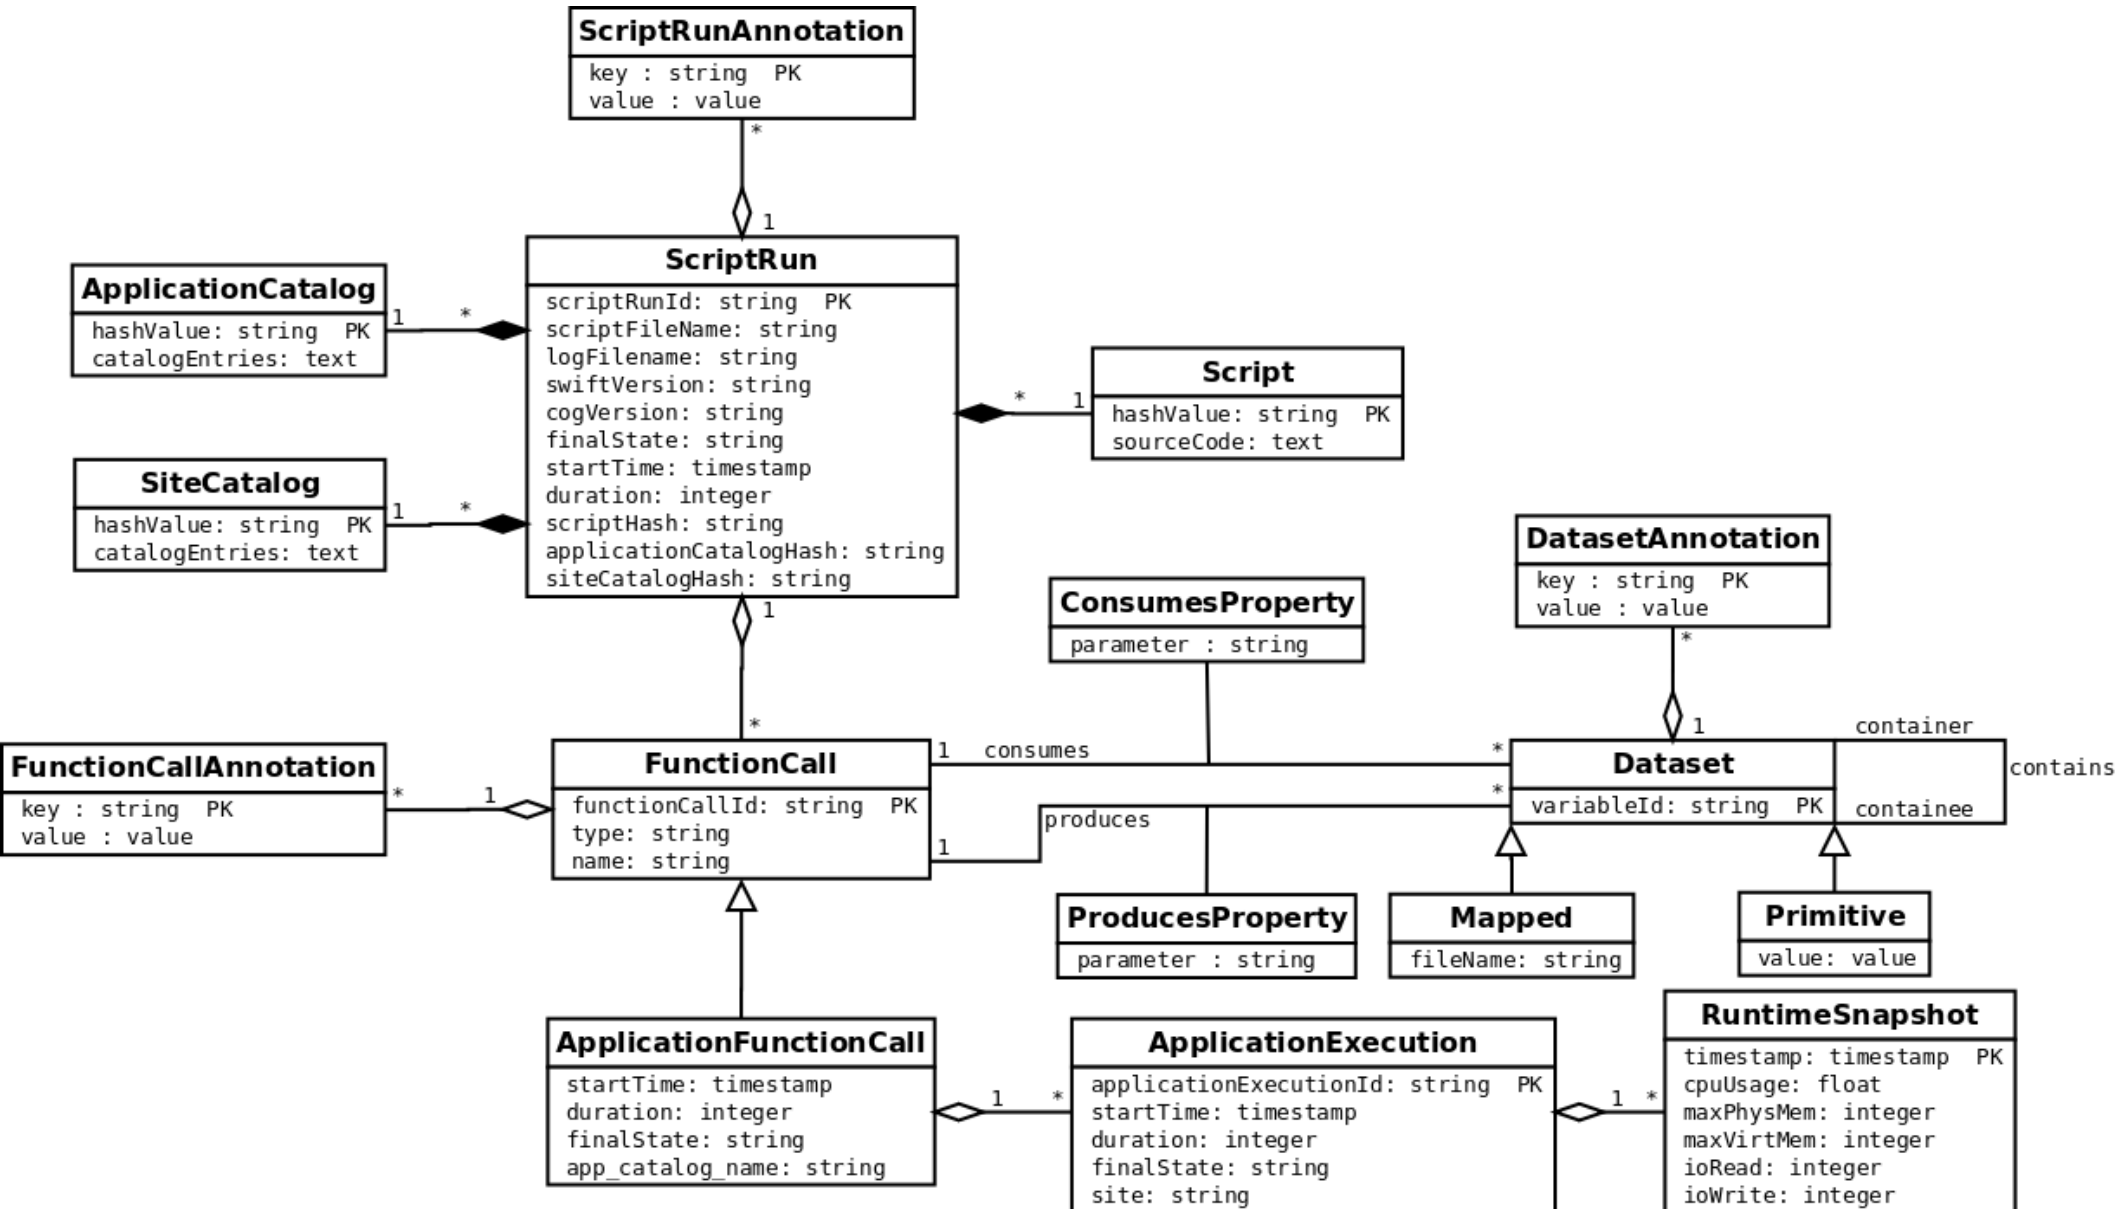 ScriptRunAnnotation
key : string PK
value : value
*
1
ScriptRun
scriptRunId: string PK
scriptFileName: string
logFilename: string
swiftVersion: string
cogVersion: string
finalState: string
startTime: timestamp
duration: integer
scriptHash: string
applicationCatalogHash: string
siteCatalogHash: string
ApplicationCatalog
hashValue: string PK
catalogEntries: text
1 *
SiteCatalog
hashValue: string PK
catalogEntries: text
1 *
* 1
Script
hashValue: string PK
sourceCode: text
1
*
DatasetAnnotation
key : string PK
value : value
*
1
ConsumesProperty
parameter : string
FunctionCallAnnotation
key : string PK
value : value
* 1
FunctionCall
functionCallId: string PK
type: string
name: string
1 consumes *
1 produces *
Dataset
variableId: string PK
container
contains
containee
ProducesProperty
parameter : string
Mapped
fileName: string
Primitive
value: value
ApplicationFunctionCall
startTime: timestamp
duration: integer
finalState: string
app_catalog_name: string
1 *
ApplicationExecution
applicationExecutionId: string PK
startTime: timestamp
duration: integer
finalState: string
site: string
1 *
RuntimeSnapshot
timestamp: timestamp PK
cpuUsage: float
maxPhysMem: integer
maxVirtMem: integer
ioRead: integer
ioWrite: integer